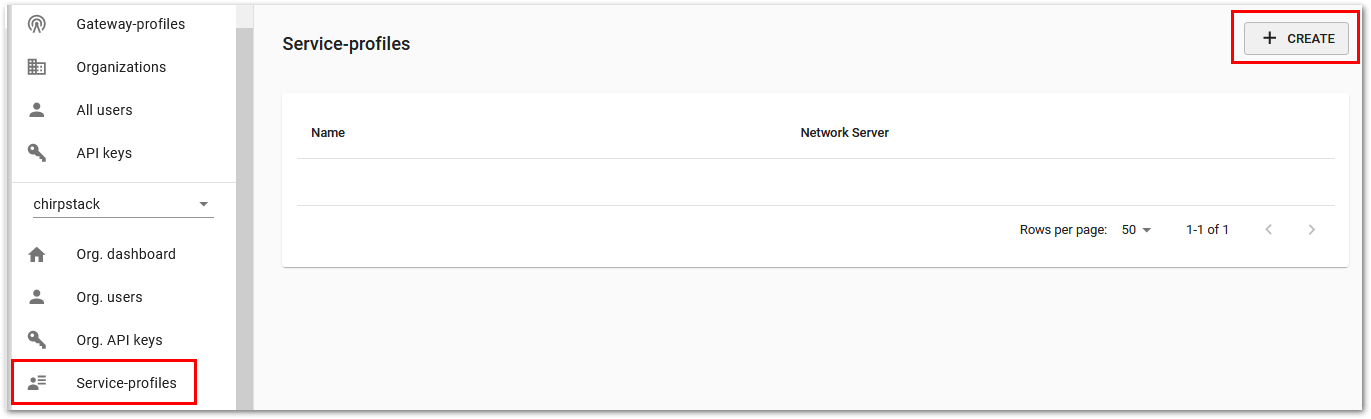 Gateway-profiles
Organizations
All users
API keys
chirpstack
Org. dashboard
Org. users
Org. API keys
Service-profiles
Service-profiles
+ CREATE
Name Network Server
Rows per page: 50 1-1 of 1